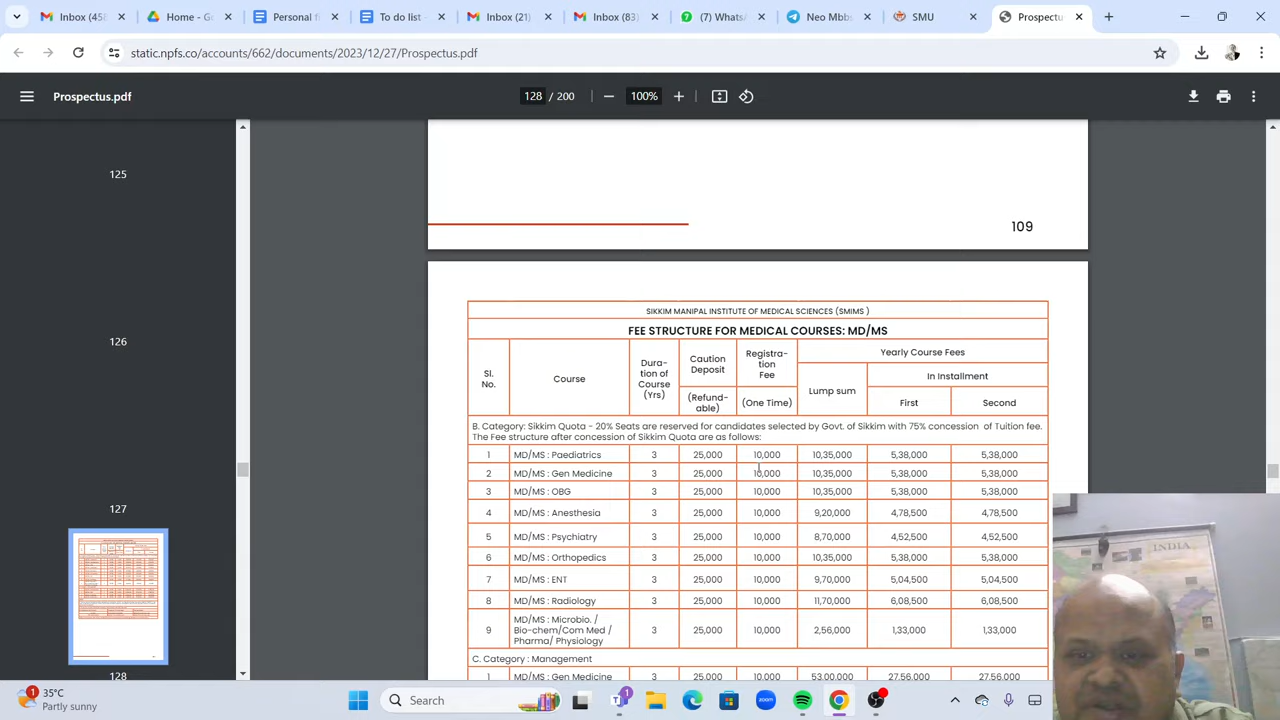 Inbox (458
Home - Go
Personal fi
To do list -
Inbox (21)
Inbox (83)
(7) WhatsA
Neo Mbbs
SMU
Prospectu
static.npfs.co/accounts/662/documents/2023/12/27/Prospectus.pdf
Prospectus.pdf
128 / 200
100%
125
126
127
128
109
SIKKIM MANIPAL INSTITUTE OF MEDICAL SCIENCES (SMIMS )
FEE STRUCTURE FOR MEDICAL COURSES: MD/MS
Sl. No. Course Dura-tion of Course (Yrs) Caution Deposit (Refund-able) Registra-tion Fee (One Time) Yearly Course Fees
Lump sum In Installment
First Second
B. Category: Sikkim Quota - 20% Seats are reserved for candidates selected by Govt. of Sikkim with 75% concession of Tuition fee.
The Fee structure after concession of Sikkim Quota are as follows:
1 MD/MS : Paediatrics 3 25,000 10,000 10,35,000 5,38,000 5,38,000
2 MD/MS : Gen Medicine 3 25,000 10,000 10,35,000 5,38,000 5,38,000
3 MD/MS : OBG 3 25,000 10,000 10,35,000 5,38,000 5,38,000
4 MD/MS : Anesthesia 3 25,000 10,000 9,20,000 4,78,500 4,78,500
5 MD/MS : Psychiatry 3 25,000 10,000 8,70,000 4,52,500 4,52,500
6 MD/MS : Orthopedics 3 25,000 10,000 10,35,000 5,38,000 5,38,000
7 MD/MS : ENT 3 25,000 10,000 9,70,000 5,04,500 5,04,500
8 MD/MS : Radiology 3 25,000 10,000 11,70,000 6,08,500 6,08,500
9 MD/MS : Microbio. / Bio-chem/Com Med / Pharma/ Physiology 3 25,000 10,000 2,56,000 1,33,000 1,33,000
C. Category : Management
1 MD/MS : Gen Medicine 3 25,000 10,000 53,00,000 27,56,000 27,56,000
INDIA
35°C
Partly sunny
1
Search
1